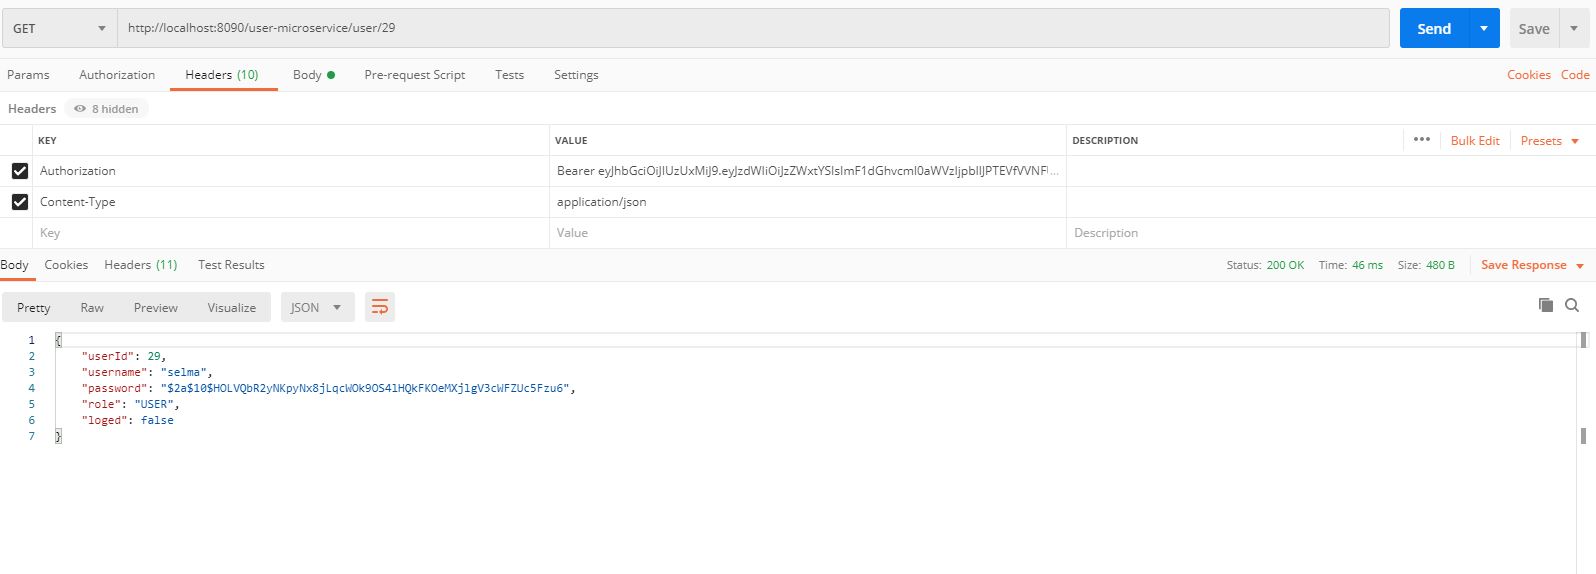 GET http://localhost:8090/user-microservice/user/29 Send Save
Params Authorization Headers (10) Body Pre-request Script Tests Settings Cookies Code
Headers 8 hidden
KEY VALUE DESCRIPTION ••• Bulk Edit Presets
Authorization Bearer eyJhbGciOiJIUzUxMiJ9.eyJzdWIiOiJzZWxtYSIsImF1dGhvcml0aWVzIjpbIlJPTEVfVVNF...
Content-Type application/json
Key Value Description
Body Cookies Headers (11) Test Results Status: 200 OK Time: 46 ms Size: 480 B Save Response
Pretty Raw Preview Visualize JSON
1 {
2 "userId": 29,
3 "username": "selma",
4 "password": "$2a$10$HOLVQbR2yNKpyNx8jLqcWOk9OS4lHQkFKOeMXjlgV3cWFZUc5Fzu6",
5 "role": "USER",
6 "loged": false
7 }